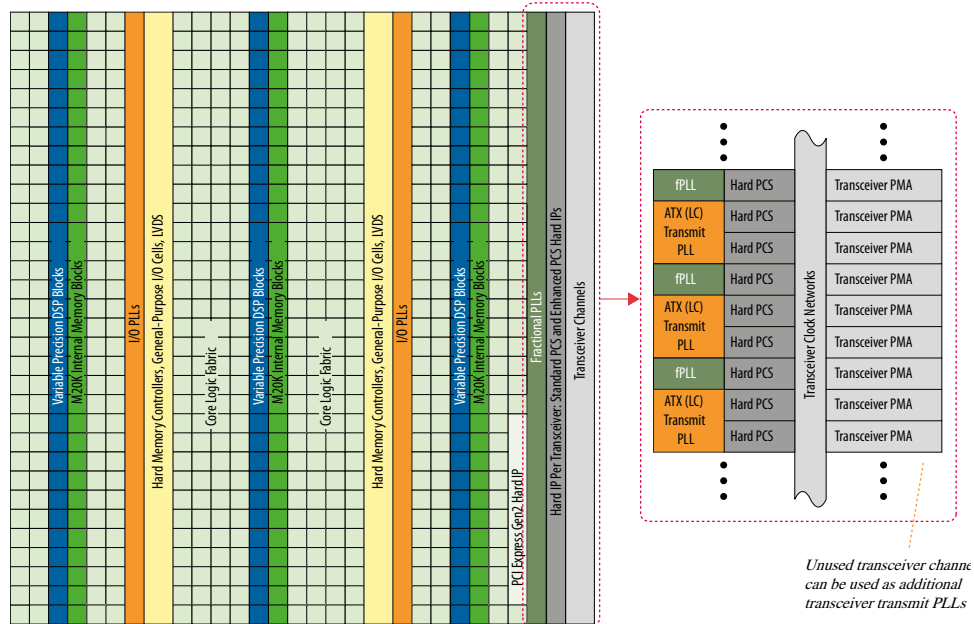 Variable Precision DSP Blocks
M20K Internal Memory Blocks
I/O PLLs
Hard Memory Controllers, General-Purpose I/O Cells, LVDS
Core Logic Fabric
Variable Precision DSP Blocks
M20K Internal Memory Blocks
Core Logic Fabric
Hard Memory Controllers, General-Purpose I/O Cells, LVDS
I/O PLLs
Variable Precision DSP Blocks
M20K Internal Memory Blocks
PCI Express Gen2 Hard IP
Fractional PLLs
Hard IP Per Transceiver: Standard PCS and Enhanced PCS Hard IPs
Transceiver Channels
fPLL
Hard PCS
Transceiver PMA
ATX (LC)
Transmit
PLL
Hard PCS
Transceiver PMA
Hard PCS
Transceiver PMA
fPLL
Hard PCS
Transceiver PMA
ATX (LC)
Transmit
PLL
Hard PCS
Transceiver PMA
Hard PCS
Transceiver PMA
fPLL
Hard PCS
Transceiver PMA
ATX (LC)
Transmit
PLL
Hard PCS
Transceiver PMA
Hard PCS
Transceiver PMA
Transceiver Clock Networks
Unused transceiver channe
can be used as additional
transceiver transmit PLLs